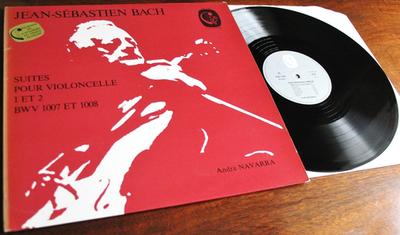 JEAN-SÉBASTIEN BACH
SUITES
POUR VIOLONCELLE
1 ET 2
BWV 1007 ET 1008
André NAVARRA